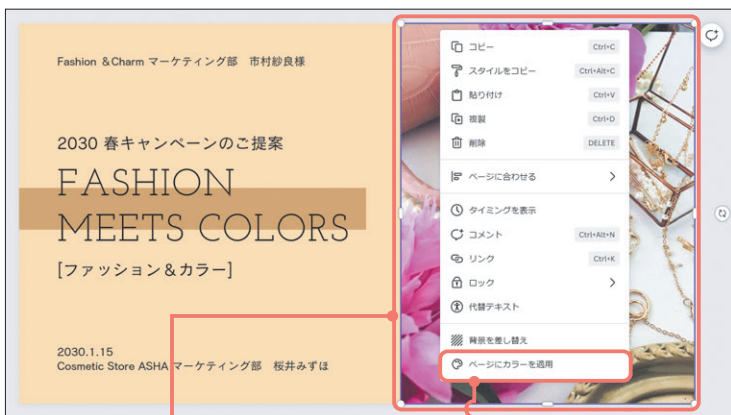 Fashion ＆Charm マーケティング部　市村紗良様
2030 春キャンペーンのご提案
FASHION
MEETS COLORS
[ファッション＆カラー]
2030.1.15
Cosmetic Store ASHA マーケティング部　桜井みずほ
コピー Ctrl+C
スタイルをコピー Ctrl+Alt+C
貼り付け Ctrl+V
複製 Ctrl+D
削除 DELETE
ページに合わせる
タイミングを表示
コメント Ctrl+Alt+N
リンク Ctrl+K
ロック
代替テキスト
背景を差し替え
ページにカラーを適用